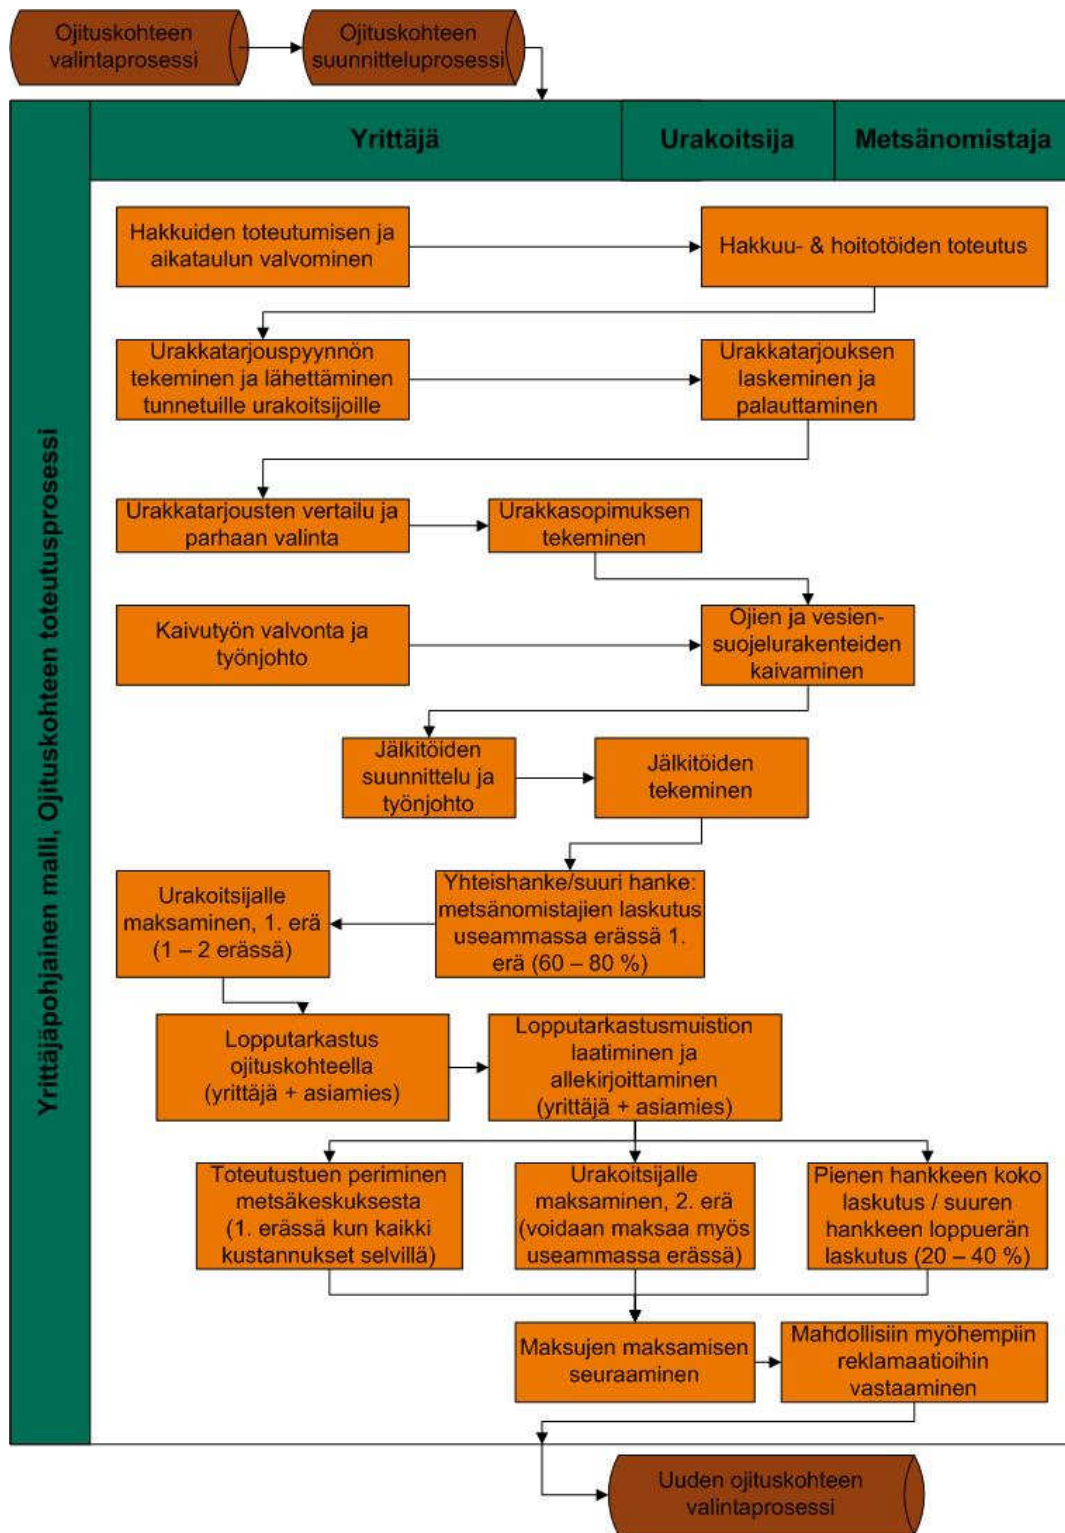 Ojituskohteen
valintaprosessi
Ojituskohteen
suunnitteluprosessi
Yrittäjäpohjainen malli, Ojituskohteen toteutusprosessi
Yrittäjä
Urakoitsija
Metsänomistaja
Hakkuiden toteutumisen ja
aikataulun valvominen
Hakkuu- & hoitotöiden toteutus
Urakkatarjouspyynnön
tekeminen ja lähettäminen
tunnetuille urakoitsijoille
Urakkatarjouksen
laskeminen ja
palauttaminen
Urakkatarjousten vertailu ja
parhaan valinta
Urakkasopimuksen
tekeminen
Kaivutyön valvonta ja
työnjohto
Ojien ja vesien-
suojelurakenteiden
kaivaminen
Jälkitöiden
suunnittelu ja
työnjohto
Jälkitöiden
tekeminen
Urakoitsijalle
maksaminen, 1. erä
(1 – 2 erässä)
Yhteishanke/suuri hanke:
metsänomistajien laskutus
useammassa erässä 1.
erä (60 – 80 %)
Lopputarkastus
ojituskohteella
(yrittäjä + asiamies)
Lopputarkastusmuistion
laatiminen ja
allekirjoittaminen
(yrittäjä + asiamies)
Toteutustuen periminen
metsäkeskuksesta
(1. erässä kun kaikki
kustannukset selvillä)
Urakoitsijalle
maksaminen, 2. erä
(voidaan maksaa myös
useammassa erässä)
Pienen hankkeen koko
laskutus / suuren
hankkeen loppuerän
laskutus (20 – 40 %)
Maksujen maksamisen
seuraaminen
Mahdollisiin myöhempiin
reklamaatioihin
vastaaminen
Uuden ojituskohteen
valintaprosessi